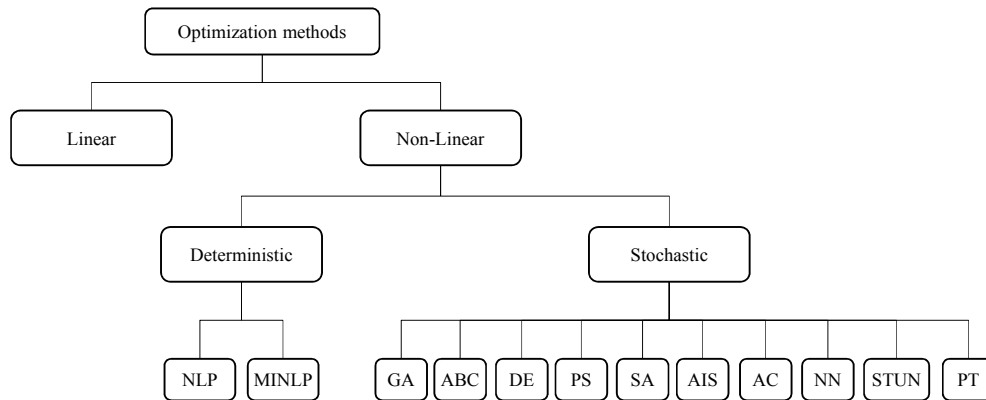 Optimization methods
Linear
Non-Linear
Deterministic
Stochastic
NLP
MINLP
GA
ABC
DE
PS
SA
AIS
AC
NN
STUN
PT